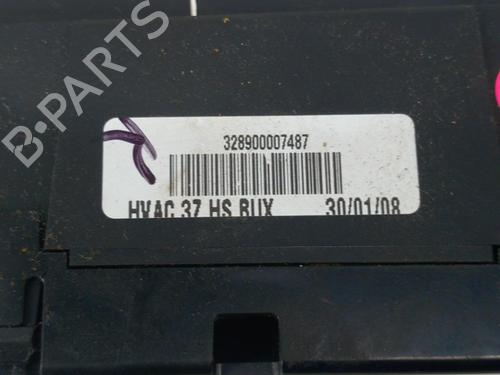 B-PARTS
328900007487
HVAC 37 HS BUX 30/01/08